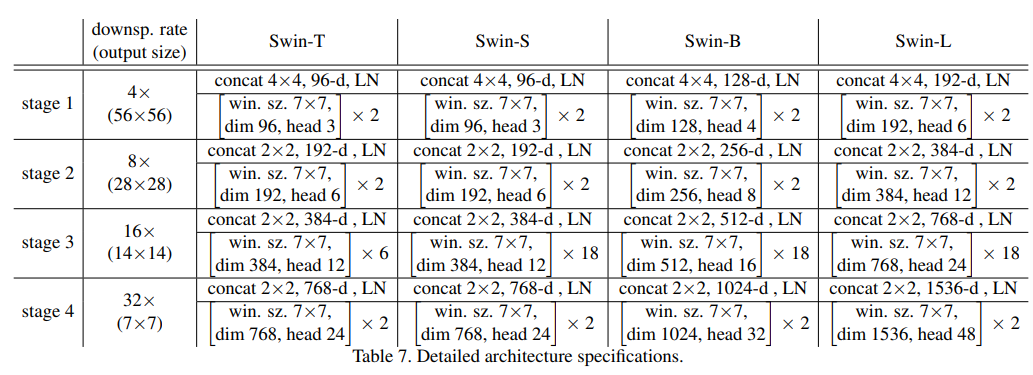 downsp. rate
(output size) Swin-T Swin-S Swin-B Swin-L
stage 1 4× (56×56)
concat 4×4, 96-d, LN concat 4×4, 96-d, LN concat 4×4, 128-d, LN concat 4×4, 192-d, LN
[win. sz. 7×7, dim 96, head 3] × 2 [win. sz. 7×7, dim 96, head 3] × 2 [win. sz. 7×7, dim 128, head 4] × 2 [win. sz. 7×7, dim 192, head 6] × 2
stage 2 8× (28×28)
concat 2×2, 192-d , LN concat 2×2, 192-d , LN concat 2×2, 256-d , LN concat 2×2, 384-d , LN
[win. sz. 7×7, dim 192, head 6] × 2 [win. sz. 7×7, dim 192, head 6] × 2 [win. sz. 7×7, dim 256, head 8] × 2 [win. sz. 7×7, dim 384, head 12] × 2
stage 3 16× (14×14)
concat 2×2, 384-d , LN concat 2×2, 384-d , LN concat 2×2, 512-d , LN concat 2×2, 768-d , LN
[win. sz. 7×7, dim 384, head 12] × 6 [win. sz. 7×7, dim 384, head 12] × 18 [win. sz. 7×7, dim 512, head 16] × 18 [win. sz. 7×7, dim 768, head 24] × 18
stage 4 32× (7×7)
concat 2×2, 768-d , LN concat 2×2, 768-d , LN concat 2×2, 1024-d , LN concat 2×2, 1536-d , LN
[win. sz. 7×7, dim 768, head 24] × 2 [win. sz. 7×7, dim 768, head 24] × 2 [win. sz. 7×7, dim 1024, head 32] × 2 [win. sz. 7×7, dim 1536, head 48] × 2
Table 7. Detailed architecture specifications.